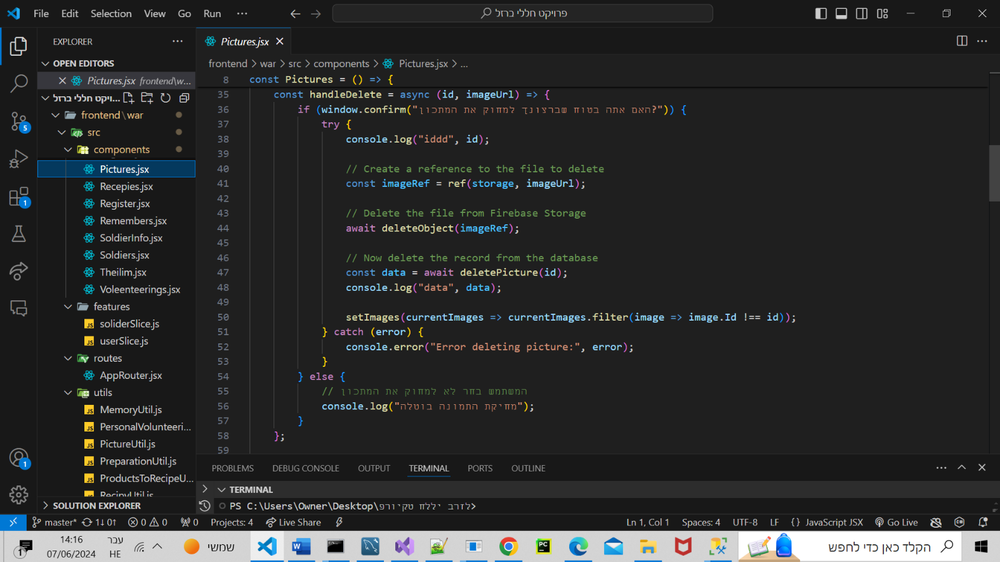 File Edit Selection View Go Run ···
פרויקט חללי ברזל
EXPLORER
Pictures.jsx
OPEN EDITORS
Pictures.jsx frontend\w...
frontend > war > src > components > Pictures.jsx > ...
ויקט חללי ברזל...
frontend\war
src
components
Pictures.jsx
Recepies.jsx
Register.jsx
Remembers.jsx
SoldierInfo.jsx
Soldiers.jsx
Theilim.jsx
Voleenteerings.jsx
features
soliderSlice.js
userSlice.js
routes
AppRouter.jsx
utils
MemoryUtil.js
PersonalVolunteeri...
PictureUtil.js
PreparationUtil.js
ProductsToRecipeU...
RecipyUtil.js
SOLUTION EXPLORER
5
1
1
8 const Pictures = () => {
35 const handleDelete = async (id, imageUrl) => {
36 if (window.confirm("האם אתה בטוח שברצונך למחוק את המתכון?")) {
37 try {
38 console.log("iddd", id);
39
40 // Create a reference to the file to delete
41 const imageRef = ref(storage, imageUrl);
42
43 // Delete the file from Firebase Storage
44 await deleteObject(imageRef);
45
46 // Now delete the record from the database
47 const data = await deletePicture(id);
48 console.log("data", data);
49
50 setImages(currentImages => currentImages.filter(image => image.Id !== id));
51 } catch (error) {
52 console.error("Error deleting picture:", error);
53 }
54 } else {
55 // המשתמש בחר לא למחוק את המתכון
56 console.log("מחיקת התמונה בוטלה");
57 }
58 };
59
PROBLEMS DEBUG CONSOLE OUTPUT TERMINAL PORTS OUTLINE
TERMINAL
PS C:\Users\Owner\Desktop\פרויקט חללי ברזל>
master* 1↓ 0↑ 0 0 0 Projects: 4 Live Share Ln 1, Col 1 Spaces: 4 UTF-8 LF {} JavaScript JSX Go Live
14:16
07/06/2024
עבר
HE
שמשי
הקלד כאן כדי לחפש
1